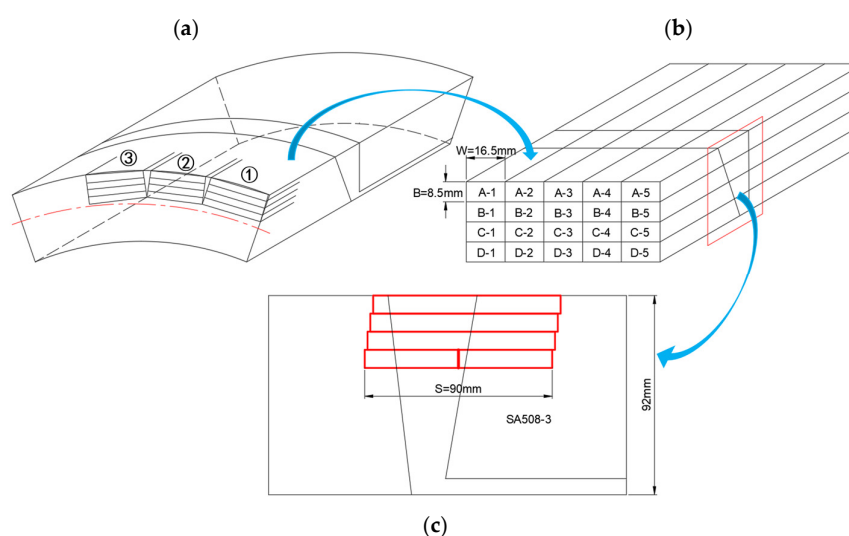 (a)
(b)
③
②
①
W=16.5mm
B=8.5mm
A-1 A-2 A-3 A-4 A-5
B-1 B-2 B-3 B-4 B-5
C-1 C-2 C-3 C-4 C-5
D-1 D-2 D-3 D-4 D-5
S=90mm
SA508-3
92mm
(c)